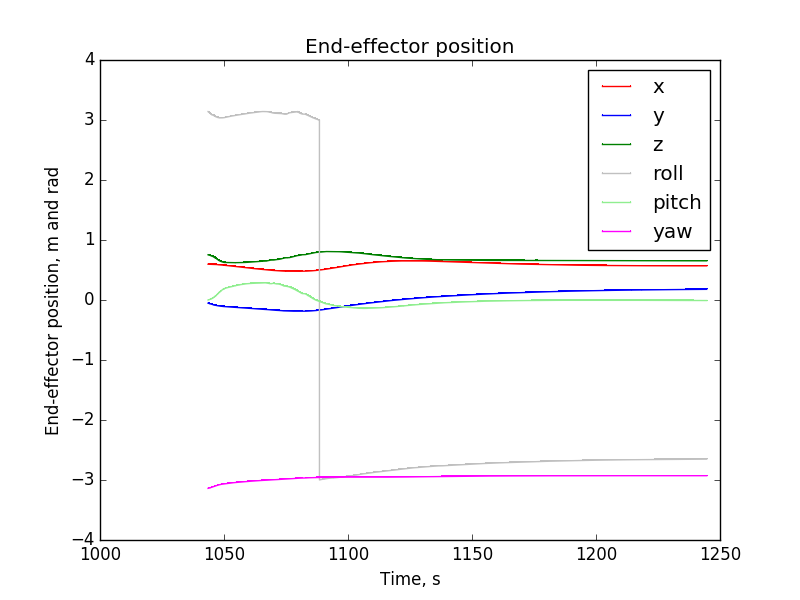 End-effector position
4
3
2
1
0
−1
−2
−3
−4
End-effector position, m and rad
x
y
z
roll
pitch
yaw
1000 1050 1100 1150 1200 1250
Time, s